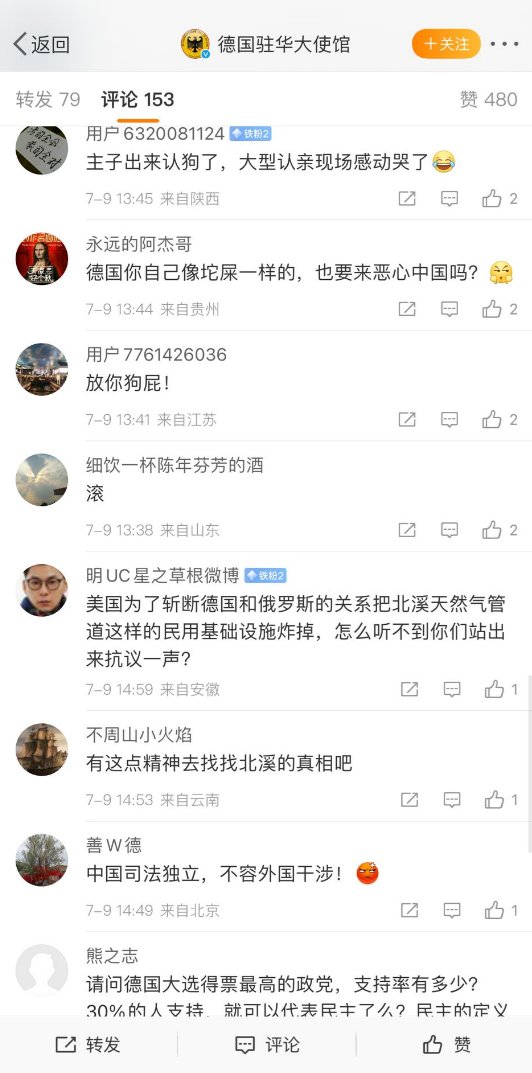 返回
德国驻华大使馆
+关注
转发 79
评论 153
赞 480
用户6320081124
铁粉2
主子出来认狗了，大型认亲现场感动哭了
7-9 13:45 来自陕西
2
永远的阿杰哥
德国你自己像坨屎一样的，也要来恶心中国吗？
7-9 13:44 来自贵州
2
用户7761426036
放你狗屁！
7-9 13:41 来自江苏
2
细饮一杯陈年芬芳的酒
滚
7-9 13:38 来自山东
2
明UC星之草根微博
铁粉2
美国为了斩断德国和俄罗斯的关系把北溪天然气管
道这样的民用基础设施炸掉，怎么听不到你们站出
来抗议一声？
7-9 14:59 来自安徽
1
不周山小火焰
有这点精神去找找北溪的真相吧
7-9 14:53 来自云南
1
善W德
中国司法独立，不容外国干涉！
7-9 14:49 来自北京
1
熊之志
请问德国大选得票最高的政党，支持率有多少？
30%的人支持，就可以代表民主了么？民主的定义
转发
评论
赞